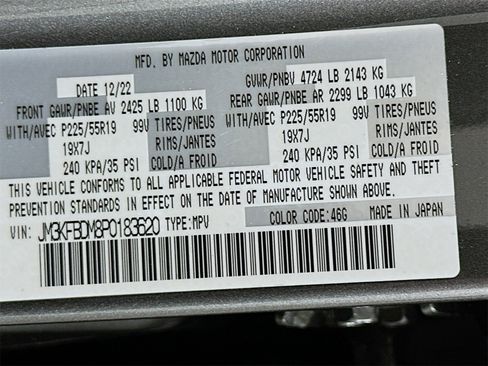 MFD. BY MAZDA MOTOR CORPORATION
DATE 12/22 GVWR/PNBV 4724 LB 2143 KG
FRONT GAWR/PNBE AV 2425 LB 1100 KG REAR GAWR/PNBE AR 2299 LB 1043 KG
WITH/AVEC P225/55R19 99V TIRES/PNEUS WITH/AVEC P225/55R19 99V TIRES/PNEUS
19X7J RIMS/JANTES 19X7J RIMS/JANTES
240 KPA/35 PSI COLD/A FROID 240 KPA/35 PSI COLD/A FROID
THIS VEHICLE CONFORMS TO ALL APPLICABLE FEDERAL MOTOR VEHICLE SAFETY AND THEFT
PREVENTION STANDARDS IN EFFECT ON THE DATE OF MANUFACTURE SHOWN ABOVE.
VIN: JM3KFBDM8P0183620 TYPE:MPV COLOR CODE:46G MADE IN JAPAN